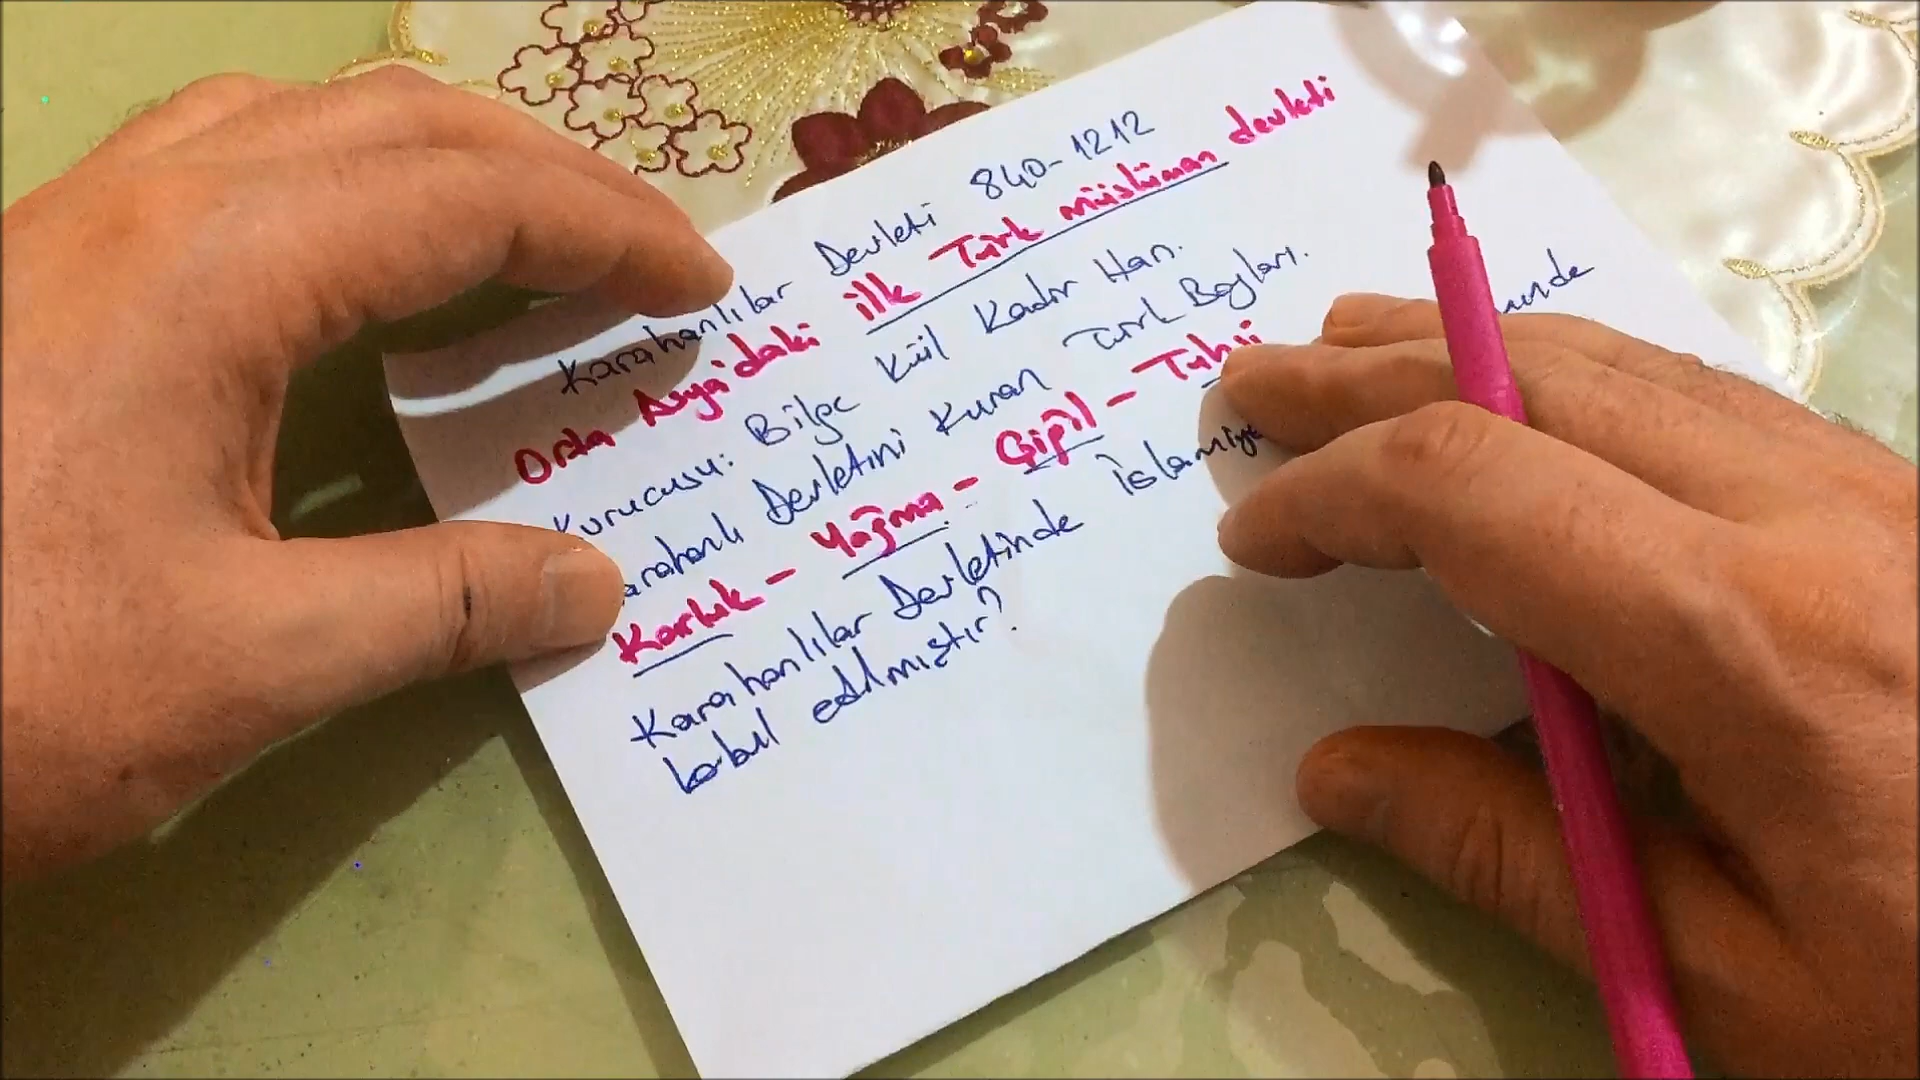 Karahanlılar Devleti 840-1212
Orta Asya'daki ilk Türk müslüman devleti
Kurucusu: Bilge Kül Kadir Han.
Karahanlı Devletini Kuran Türk Boyları.
Karluk - Yağma - Çiğil - Tuhsi
Karahanlılar Devletinde İslamiyet
kabul edilmiştir?